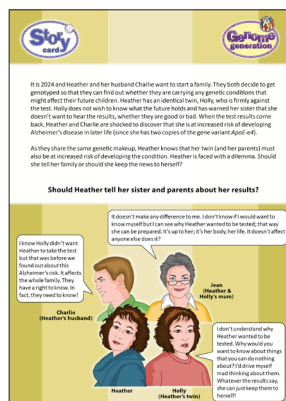 Story
card
Genome
generation
It is 2024 and Heather and her husband Charlie want to start a family. They both decide to get
genotyped so that they can find out whether they are carrying any genetic conditions that
might affect their future children. Heather has an identical twin, Holly, who is firmly against
the test. Holly does not wish to know what the future holds and has warned her sister that she
doesn't want to hear the results, whether they are good or bad. When the test results come
back, Heather and Charlie are shocked to discover that she is at increased risk of developing
Alzheimer's disease in later life (since she has two copies of the gene variant ApoE-e4).
As they share the same genetic makeup, Heather knows that her twin (and her parents) must
also be at increased risk of developing the condition. Heather is faced with a dilemma. Should
she tell her family or should she keep the news to herself?
Should Heather tell her sister and parents about her results?
It doesn't make any difference to me. I don't know if I would want to
know myself but I can see why Heather wanted to be tested; that way
she can be prepared. It's up to her; it's her body, her life. It doesn't affect
anyone else does it?
I know Holly didn't want
Heather to take the test
but that was before we
found out about this
Alzheimer's risk. It affects
the whole family. They
have a right to know. In
fact, they need to know!
Jean
(Heather &
Holly's mum)
Charlie
(Heather's husband)
I don't understand why
Heather wanted to be
tested. Why would you
want to know about things
that you can do nothing
about? I'd drive myself
mad thinking about them.
Whatever the results say,
she can just keep them to
herself!
Heather
Holly
(Heather's twin)